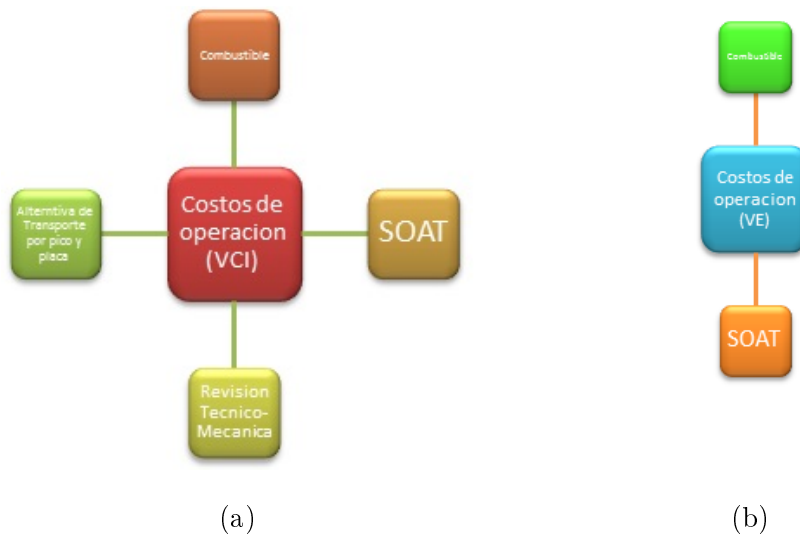 Combustible
Alterntiva de
Transporte
por pico y
placa
Costos de
operacion
(VCI)
SOAT
Revision
Tecnico-
Mecanica
(a)
Combustible
Costos de
operacion
(VE)
SOAT
(b)